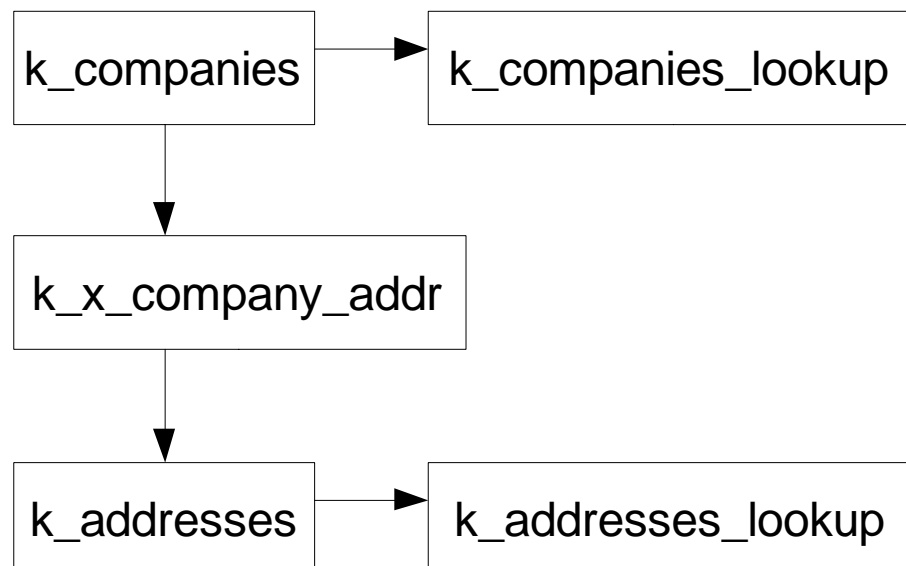 k_companies
k_companies_lookup
k_x_company_addr
k_addresses
k_addresses_lookup